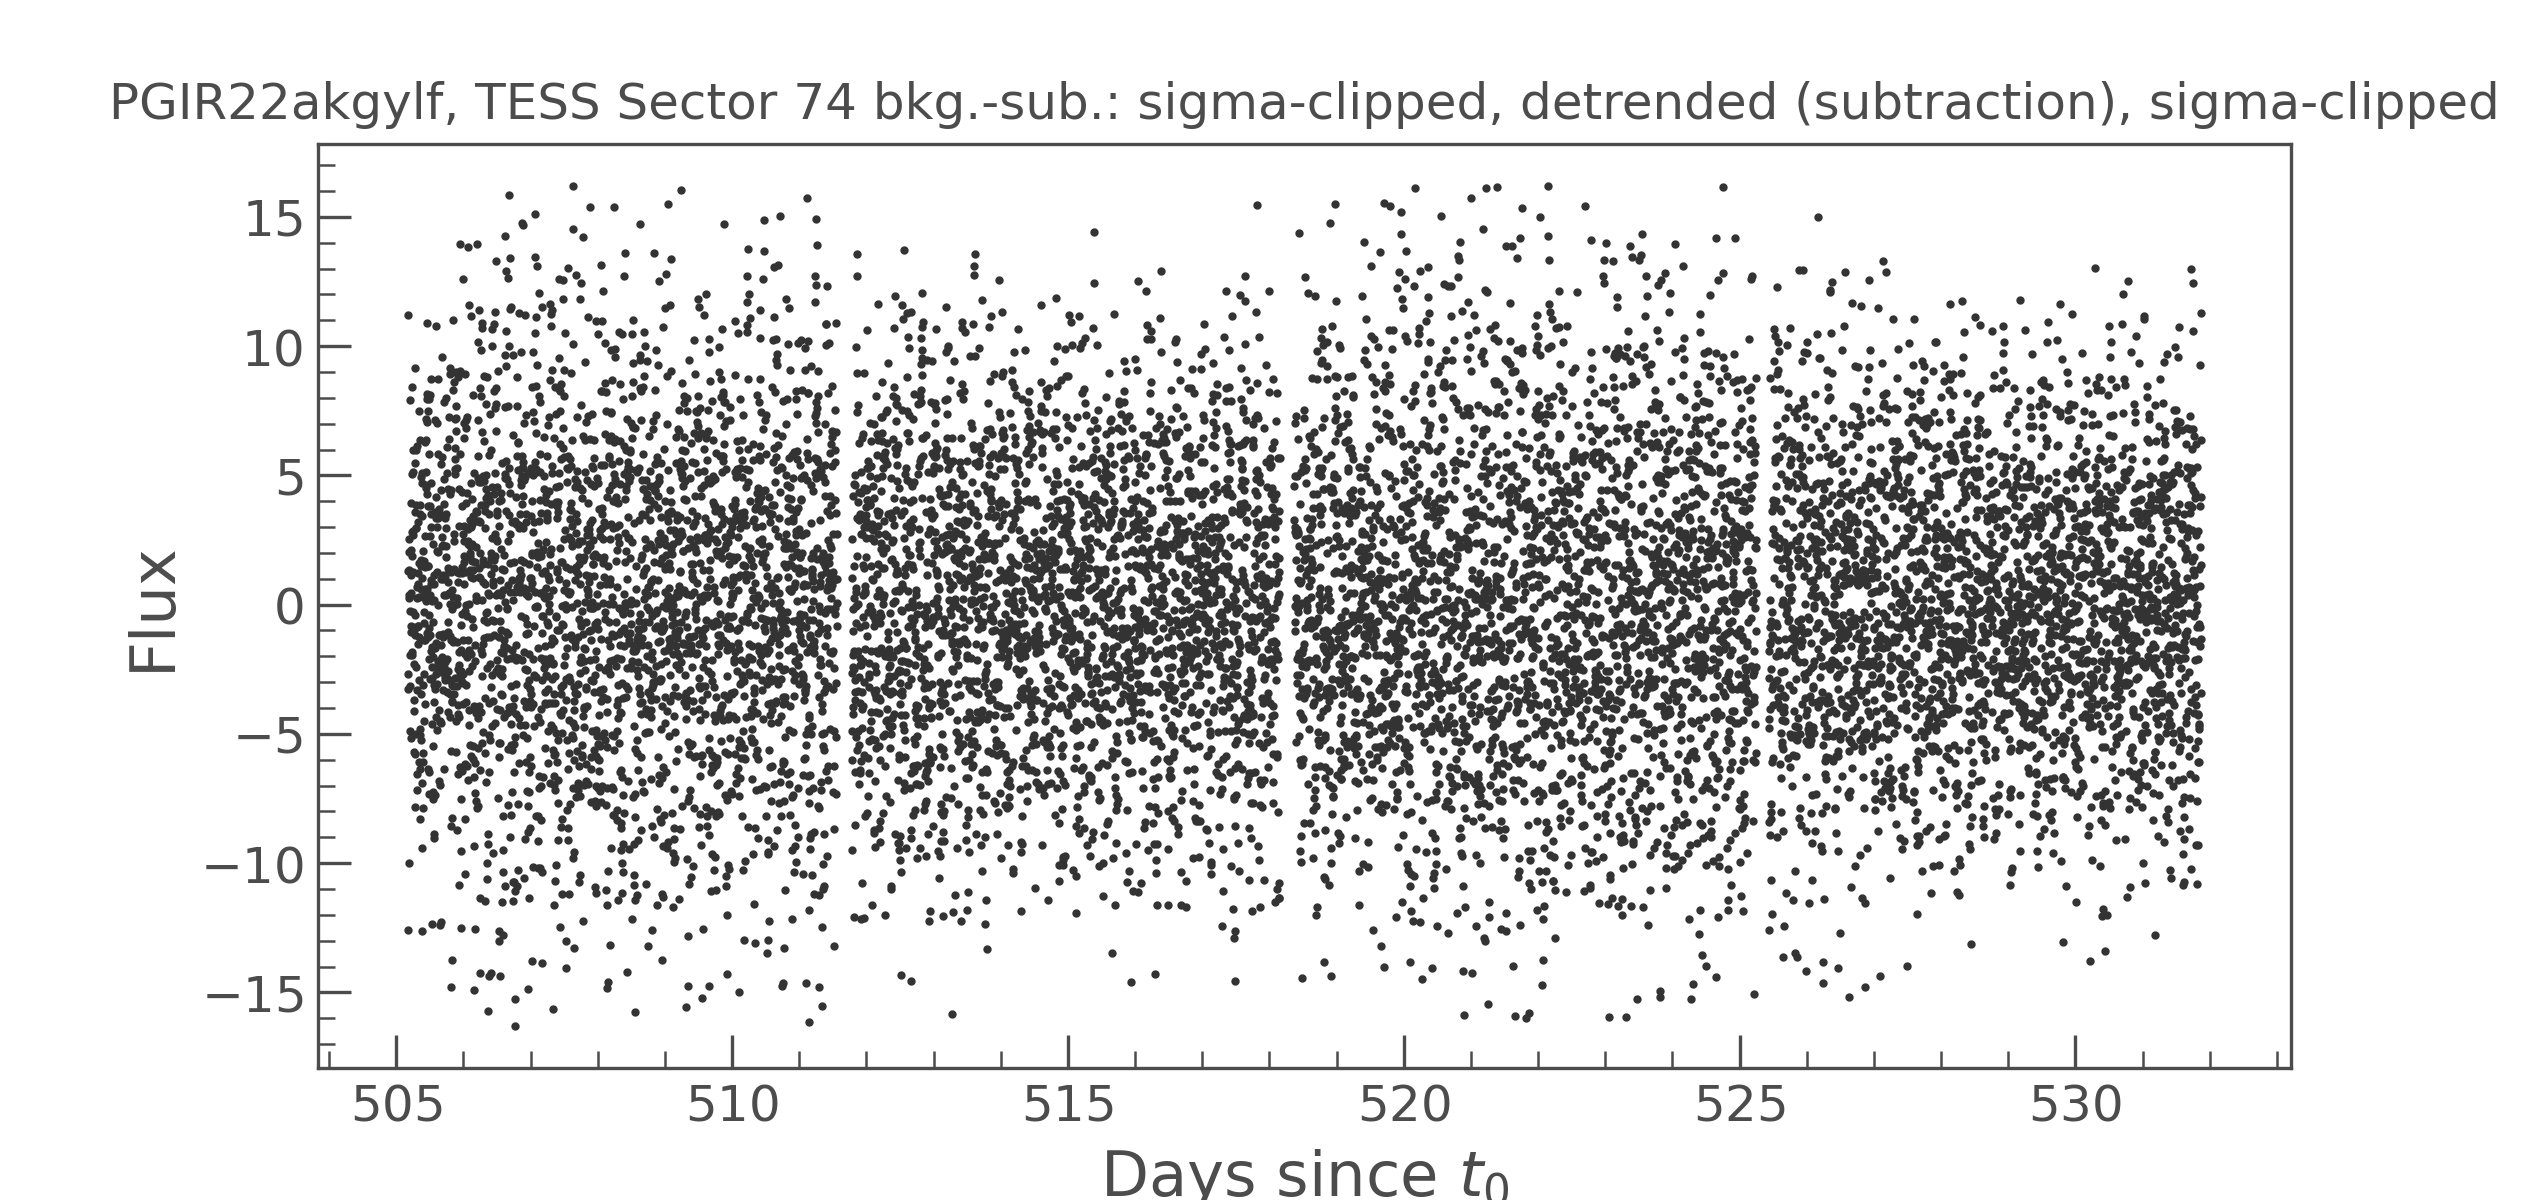 PGIR22akgylf, TESS Sector 74 bkg.-sub.: sigma-clipped, detrended (subtraction), sigma-clipped
15
10
5
0
−5
−10
−15
Flux
505 510 515 520 525 530
Days since t₀